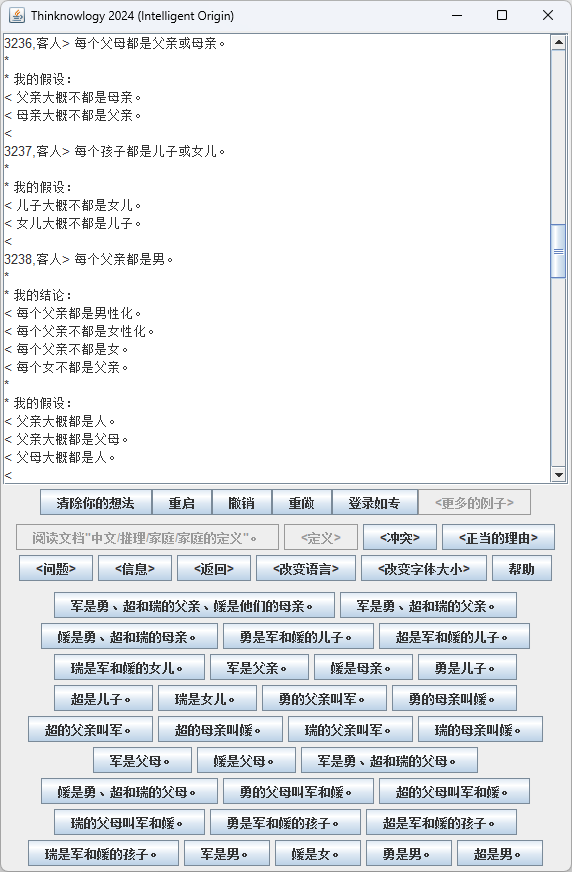 Thinknowlogy 2024 (Intelligent Origin)
3236,客人> 每个父母都是父亲或母亲。
*
* 我的假设：
< 父亲大概不都是母亲。
< 母亲大概不都是父亲。
<
3237,客人> 每个孩子都是儿子或女儿。
*
* 我的假设：
< 儿子大概不都是女儿。
< 女儿大概不都是儿子。
<
3238,客人> 每个父亲都是男。
*
* 我的结论：
< 每个父亲都是男性化。
< 每个父亲不都是女性化。
< 每个父亲不都是女。
< 每个女不都是父亲。
*
* 我的假设：
< 父亲大概都是人。
< 父亲大概都是父母。
< 父母大概都是人。
<
清除你的想法 重启 撤销 重做 登录如专 <更多的例子>
阅读文档"中文/推理/家庭/家庭的定义"。 <定义> <冲突> <正当的理由>
<问题> <信息> <返回> <改变语言> <改变字体大小> 帮助
军是勇、超和瑞的父亲、媛是他们的母亲。 军是勇、超和瑞的父亲。
媛是勇、超和瑞的母亲。 勇是军和媛的儿子。 超是军和媛的儿子。
瑞是军和媛的女儿。 军是父亲。 媛是母亲。 勇是儿子。
超是儿子。 瑞是女儿。 勇的父亲叫军。 勇的母亲叫媛。
超的父亲叫军。 超的母亲叫媛。 瑞的父亲叫军。 瑞的母亲叫媛。
军是父母。 媛是父母。 军是勇、超和瑞的父母。
媛是勇、超和瑞的父母。 勇的父母叫军和媛。 超的父母叫军和媛。
瑞的父母叫军和媛。 勇是军和媛的孩子。 超是军和媛的孩子。
瑞是军和媛的孩子。 军是男。 媛是女。 勇是男。 超是男。